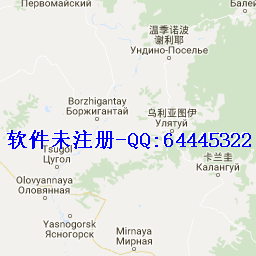 Первомайский
Балей
温季诺波
谢利耶
Ундино-Поселье
Borzhigantay
Боржигантай
乌利亚图伊
Улятуй
软件未注册-QQ:64445322
Tsugol
Цугол
卡兰圭
Калангуй
Olovyannaya
Оловянная
Yasnogorsk
Ясногорск
Mirnaya
Мирная